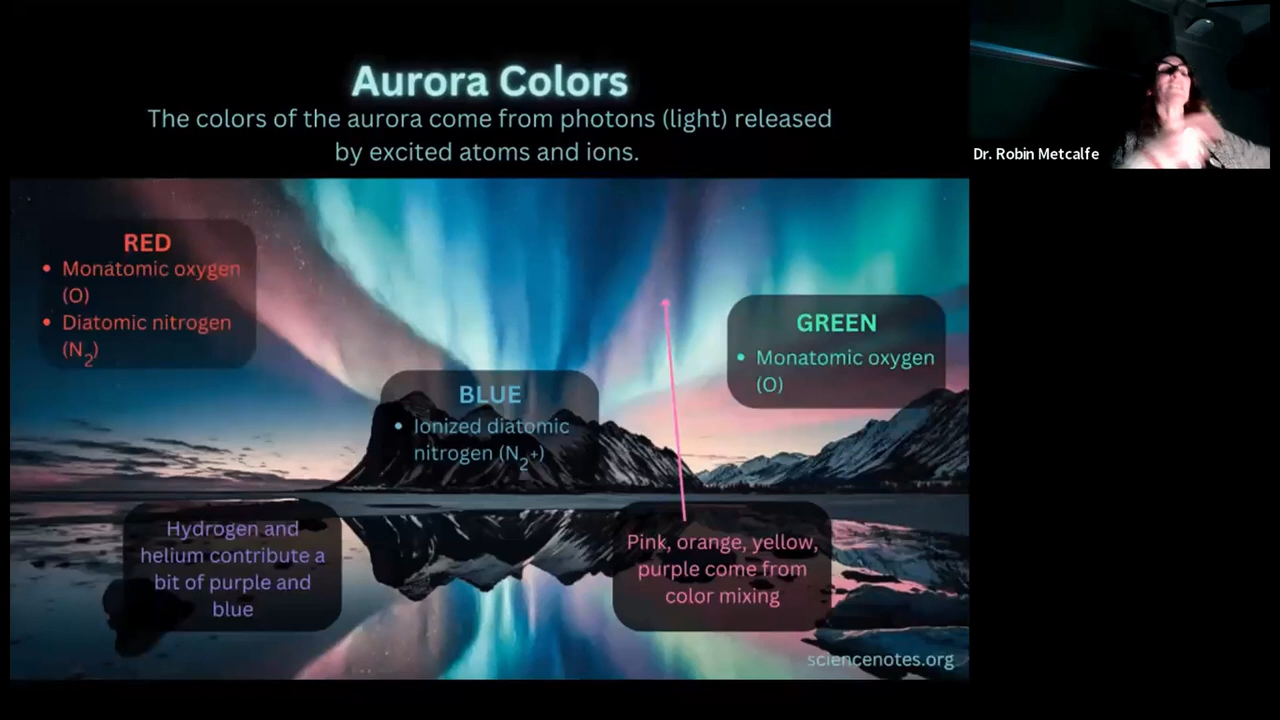 Aurora Colors
The colors of the aurora come from photons (light) released
by excited atoms and ions.
Dr. Robin Metcalfe
RED
• Monatomic oxygen
(O)
• Diatomic nitrogen
(N2)
GREEN
• Monatomic oxygen
(O)
BLUE
• Ionized diatomic
nitrogen (N2+)
Hydrogen and
helium contribute a
bit of purple and
blue
Pink, orange, yellow,
purple come from
color mixing
sciencenotes.org